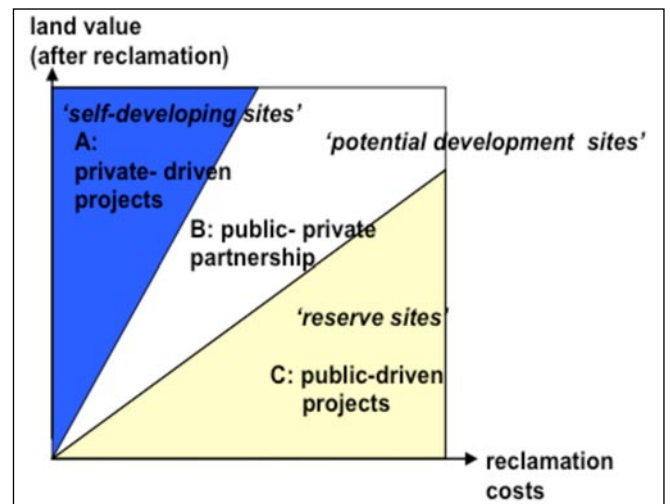 land value
(after reclamation)
'self-developing sites'
A:
private- driven
projects
'potential development sites'
B: public- private
partnership
'reserve sites'
C: public-driven
projects
reclamation
costs